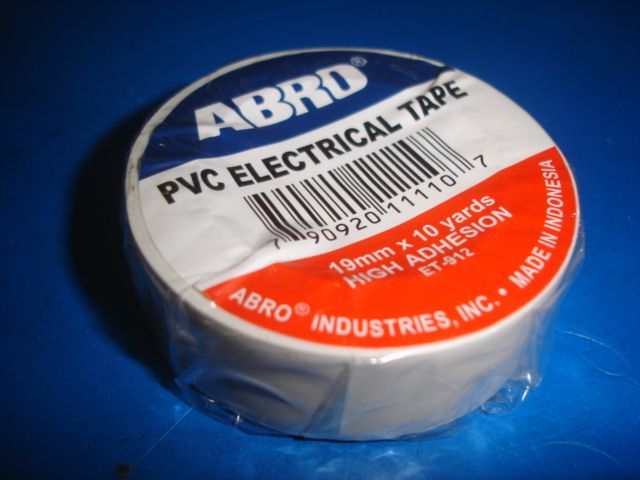 ABRO®
PVC ELECTRICAL TAPE
7 90920 11110 7
19mm x 10 yards
HIGH ADHESION
ET-912
ABRO® INDUSTRIES, INC. • MADE IN INDONESIA